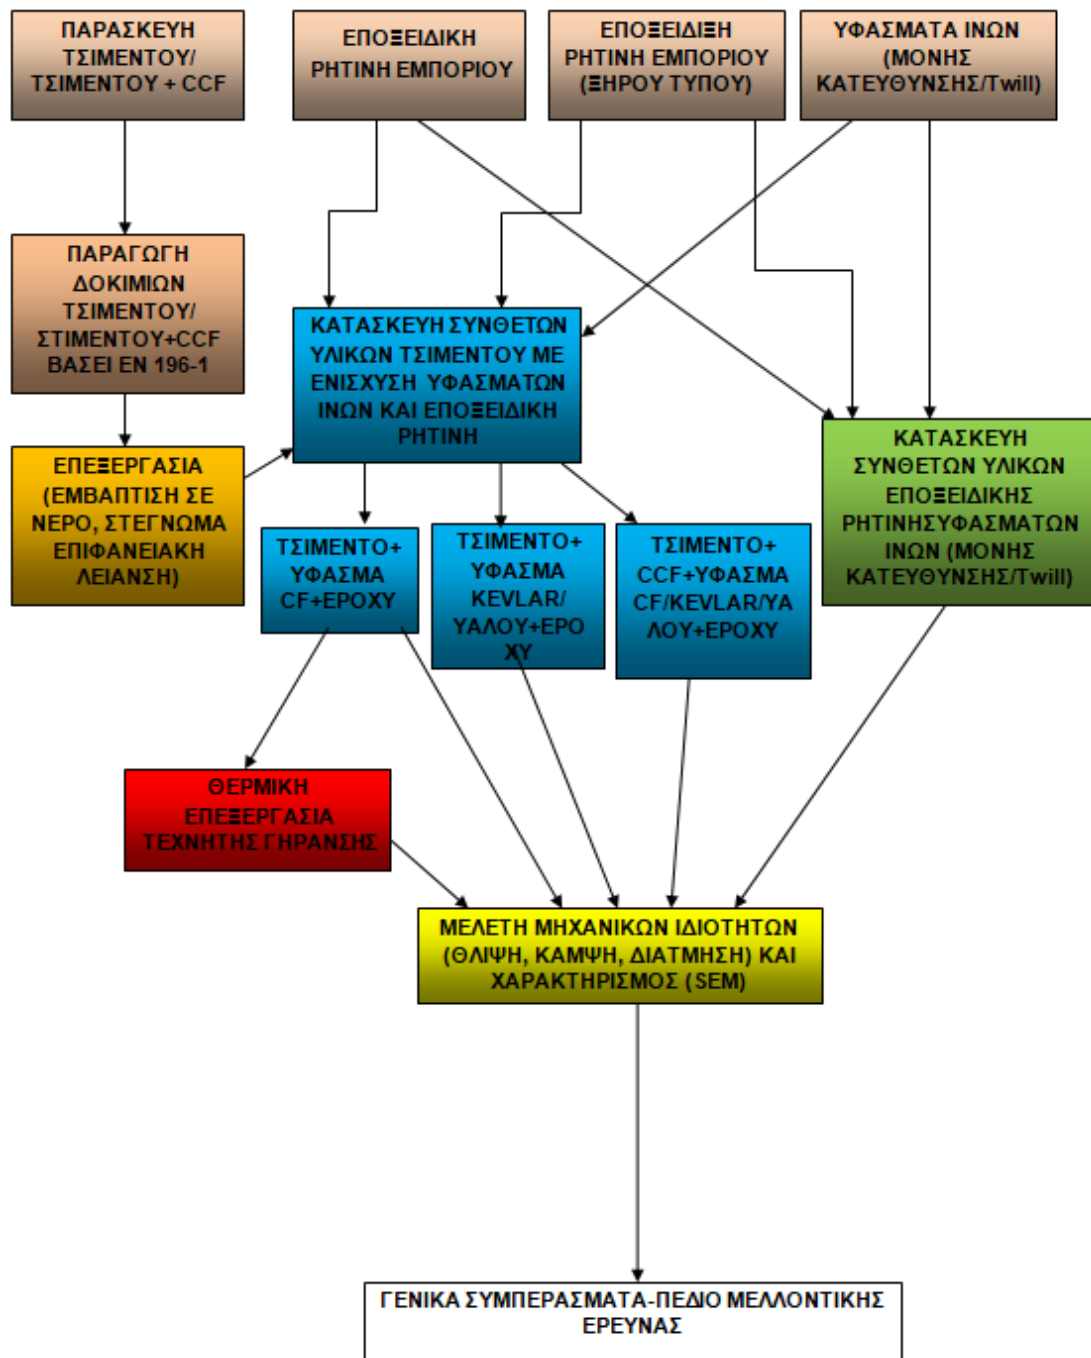 ΠΑΡΑΣΚΕΥΗ
ΤΣΙΜΕΝΤΟΥ/
ΤΣΙΜΕΝΤΟΥ + CCF
ΕΠΟΞΕΙΔΙΚΗ
ΡΗΤΙΝΗ ΕΜΠΟΡΙΟΥ
ΕΠΟΞΕΙΔΙΞΗ
ΡΗΤΙΝΗ ΕΜΠΟΡΙΟΥ
(ΞΗΡΟΥ ΤΥΠΟΥ)
ΥΦΑΣΜΑΤΑ ΙΝΩΝ
(ΜΟΝΗΣ
ΚΑΤΕΥΘΥΝΣΗΣ/Twill)
ΠΑΡΑΓΩΓΗ
ΔΟΚΙΜΙΩΝ
ΤΣΙΜΕΝΤΟΥ/
ΣΤΙΜΕΝΤΟΥ+CCF
ΒΑΣΕΙ EN 196-1
ΚΑΤΑΣΚΕΥΗ ΣΥΝΘΕΤΩΝ
ΥΛΙΚΩΝ ΤΣΙΜΕΝΤΟΥ ΜΕ
ΕΝΙΣΧΥΣΗ ΥΦΑΣΜΑΤΩΝ
ΙΝΩΝ ΚΑΙ ΕΠΟΞΕΙΔΙΚΗ
ΡΗΤΙΝΗ
ΕΠΕΞΕΡΓΑΣΙΑ
(ΕΜΒΑΠΤΙΣΗ ΣΕ
ΝΕΡΟ, ΣΤΕΓΝΩΜΑ
ΕΠΙΦΑΝΕΙΑΚΗ
ΛΕΙΑΝΣΗ)
ΚΑΤΑΣΚΕΥΗ
ΣΥΝΘΕΤΩΝ ΥΛΙΚΩΝ
ΕΠΟΞΕΙΔΙΚΗΣ
ΡΗΤΙΝΗΣΥΦΑΣΜΑΤΩΝ
ΙΝΩΝ (ΜΟΝΗΣ
ΚΑΤΕΥΘΥΝΣΗΣ/Twill)
ΤΣΙΜΕΝΤΟ+
ΥΦΑΣΜΑ
CF+EPOXY
ΤΣΙΜΕΝΤΟ+
ΥΦΑΣΜΑ
KEVLAR/
ΥΑΛΟΥ+EPO
XY
ΤΣΙΜΕΝΤΟ+
CCF+ΥΦΑΣΜΑ
CF/KEVLAR/ΥΑ
ΛΟΥ+EPOXY
ΘΕΡΜΙΚΗ
ΕΠΕΞΕΡΓΑΣΙΑ
ΤΕΧΝΗΤΗΣ ΓΗΡΑΝΣΗΣ
ΜΕΛΕΤΗ ΜΗΧΑΝΙΚΩΝ ΙΔΙΟΤΗΤΩΝ
(ΘΛΙΨΗ, ΚΑΜΨΗ, ΔΙΑΤΜΗΣΗ) ΚΑΙ
ΧΑΡΑΚΤΗΡΙΣΜΟΣ (SEM)
ΓΕΝΙΚΑ ΣΥΜΠΕΡΑΣΜΑΤΑ-ΠΕΔΙΟ ΜΕΛΛΟΝΤΙΚΗΣ
ΕΡΕΥΝΑΣ